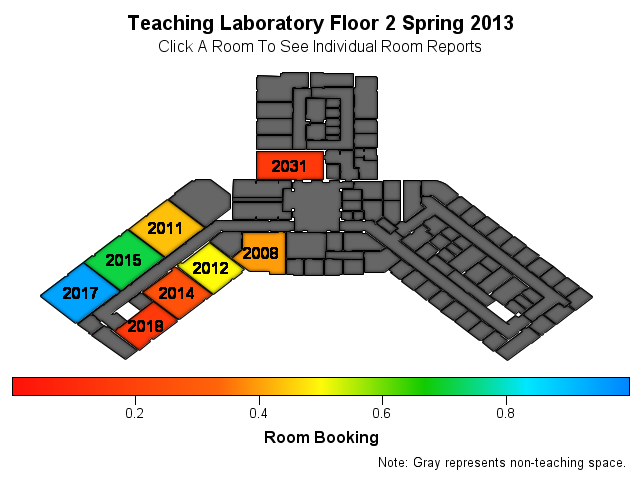 Teaching Laboratory Floor 2 Spring 2013
Click A Room To See Individual Room Reports
2031
2011
2015
2008
2012
2017
2014
2018
0.2 0.4 0.6 0.8
Room Booking
Note: Gray represents non-teaching space.